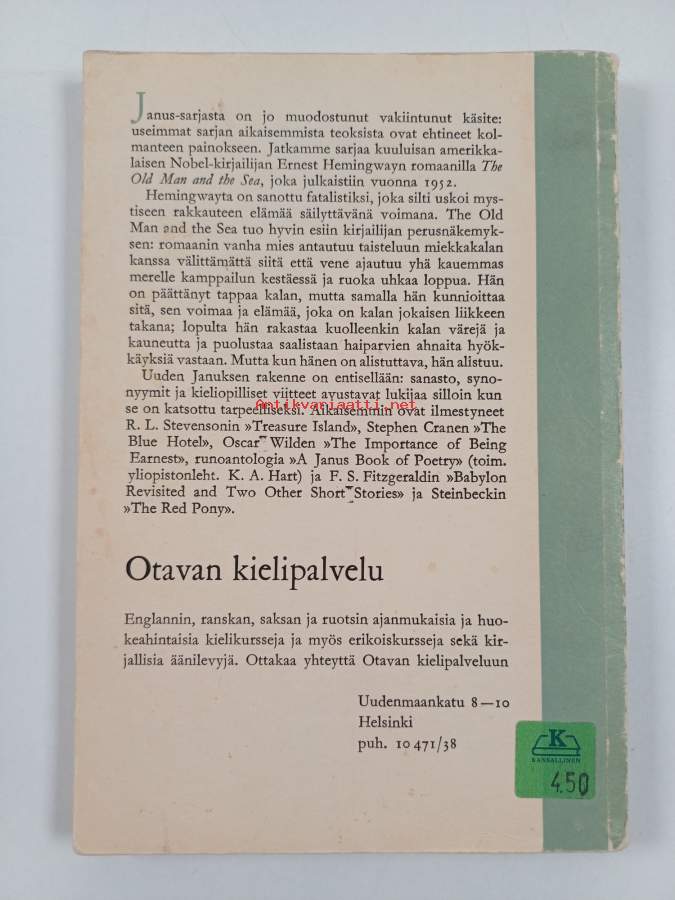 Janus-sarjasta on jo muodostunut vakiintunut käsite:
useimmat sarjan aikaisemmista teoksista ovat ehtineet kol-
manteen painokseen. Jatkamme sarjaa kuuluisan amerikka-
laisen Nobel-kirjailijan Ernest Hemingwayn romaanilla The
Old Man and the Sea, joka julkaistiin vuonna 1952.
Hemingwayta on sanottu fatalistiksi, joka silti uskoi mys-
tiseen rakkauteen elämää säilyttävänä voimana. The Old
Man and the Sea tuo hyvin esiin kirjailijan perusnäkemyk-
sen: romaanin vanha mies antautuu taisteluun miekkakalan
kanssa välittämättä siitä että vene ajautuu yhä kauemmas
merelle kamppailun kestäessä ja ruoka uhkaa loppua. Hän
on päättänyt tappaa kalan, mutta samalla hän kunnioittaa
sitä, sen voimaa ja elämää, joka on kalan jokaisen liikkeen
takana; lopulta hän rakastaa kuolleenkin kalan värejä ja
kauneutta ja puolustaa saalistaan haiparvien ahnaita hyök-
käyksiä vastaan. Mutta kun hänen on alistuttava, hän alistuu.
Uuden Januksen rakenne on entisellään: sanasto, syno-
nyymit ja kieliopilliset viitteet avustavat lukijaa silloin kun
antikvariaatti.net
se on katsottu tarpeelliseksi. Aikaisemmin ovat ilmestyneet
R. L. Stevensonin »Treasure Island», Stephen Cranen »The
Blue Hotel», Oscar Wilden »The Importance of Being
Earnest», runoantologia »A Janus Book of Poetry» (toim.
yliopistonleht. K. A. Hart) ja F. S. Fitzgeraldin »Babylon
Revisited and Two Other Short Stories» ja Steinbeckin
»The Red Pony».
Otavan kielipalvelu
Englannin, ranskan, saksan ja ruotsin ajanmukaisia ja huo-
keahintaisia kielikursseja ja myös erikoiskursseja sekä kir-
jallisia äänilevyjä. Ottakaa yhteyttä Otavan kielipalveluun
Uudenmaankatu 8—10
Helsinki
puh. 10 471/38
K
KANSALLINEN
4.50